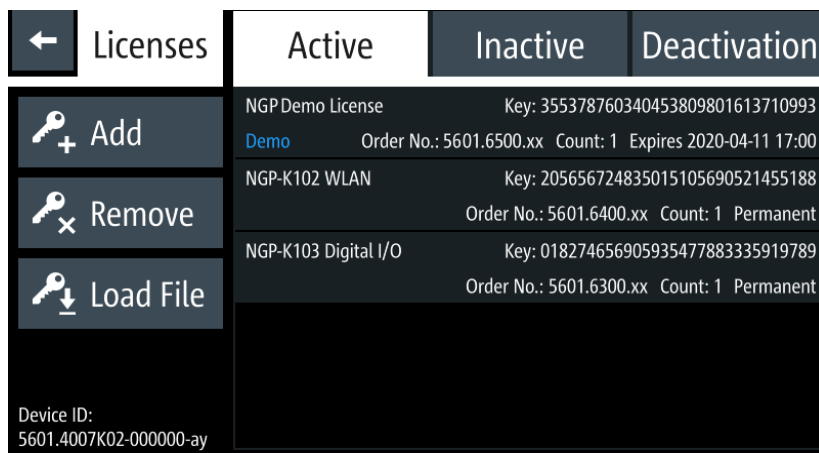 Licenses
Active
Inactive
Deactivation
Add
Remove
Load File
NGP Demo License Key: 355378760340453809801613710993
Demo Order No.: 5601.6500.xx Count: 1 Expires 2020-04-11 17:00
NGP-K102 WLAN Key: 205656724835015105690521455188
Order No.: 5601.6400.xx Count: 1 Permanent
NGP-K103 Digital I/O Key: 018274656905935477883335919789
Order No.: 5601.6300.xx Count: 1 Permanent
Device ID:
5601.4007K02-000000-ay